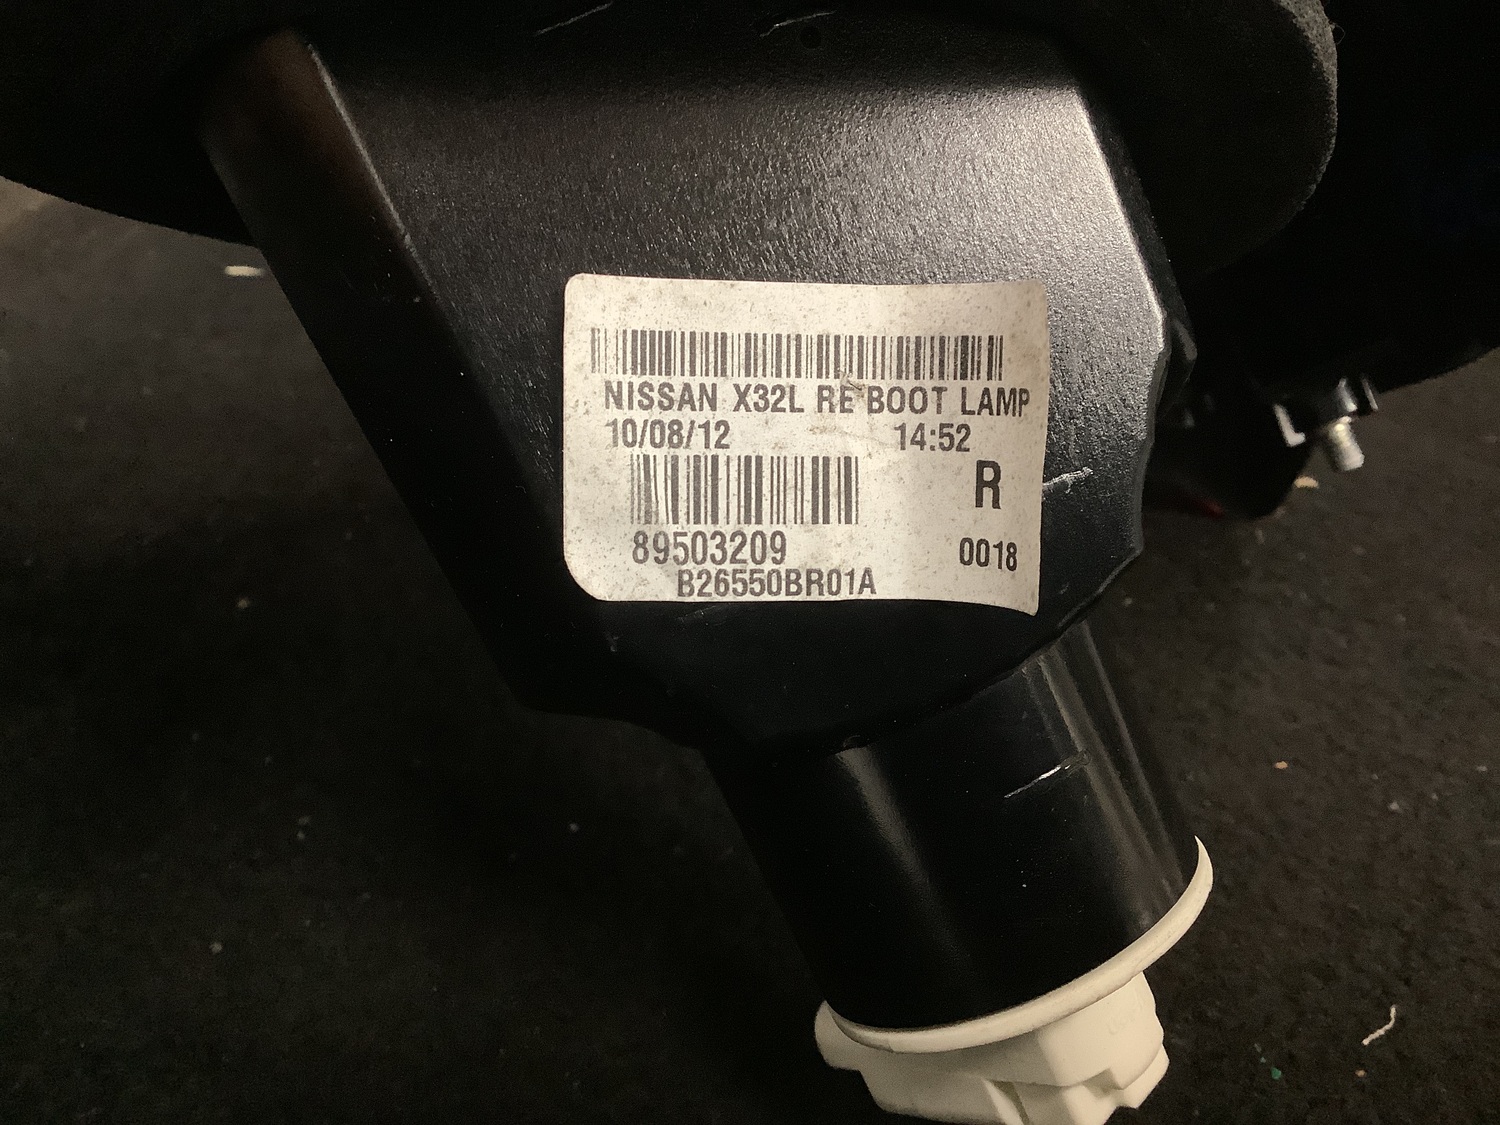 NISSAN X32L RE BOOT LAMP
10/08/12 14:52
R
89503209 0018
B26550BR01A